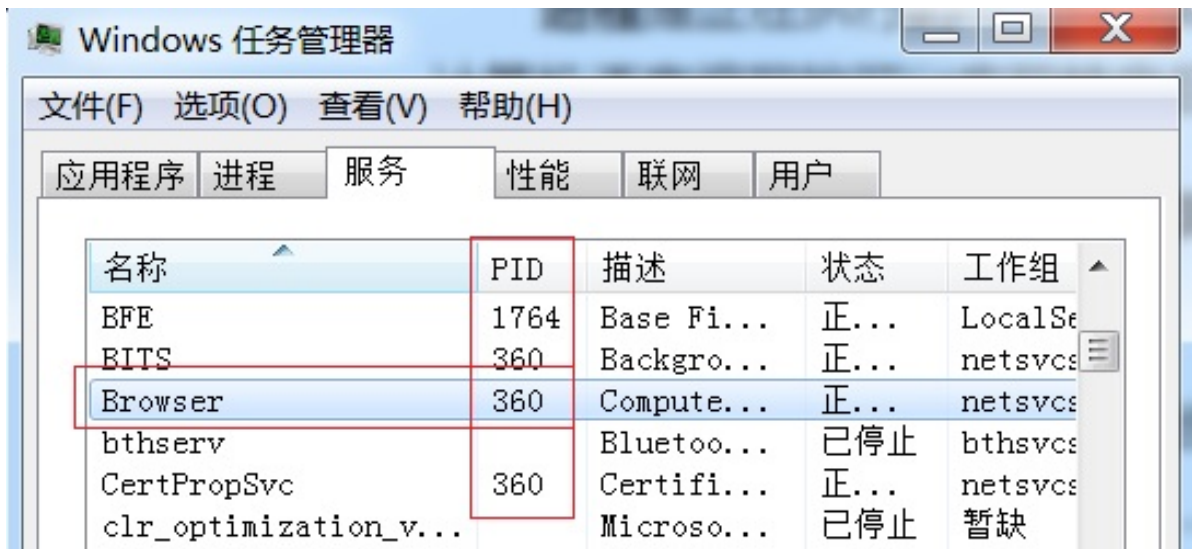 Windows 任务管理器
文件(F) 选项(O) 查看(V) 帮助(H)
应用程序 进程 服务 性能 联网 用户
名称 PID 描述 状态 工作组
BFE 1764 Base Fi... 正... LocalSe
BITS 360 Backgro... 正... netsvcs
Browser 360 Compute... 正... netsvcs
bthserv Bluetoo... 已停止 bthsvcs
CertPropSvc 360 Certifi... 正... netsvcs
clr_optimization_v... Microso... 已停止 暂缺